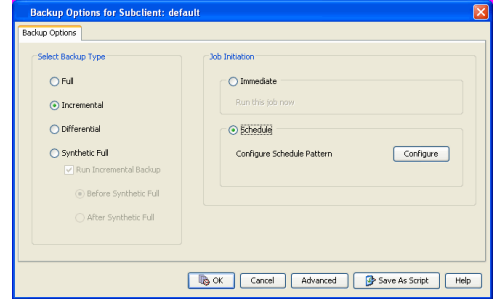 Backup Options for Subclient: default
Backup Options
Select Backup Type
Full
Incremental
Differential
Synthetic Full
Run Incremental Backup
Before Synthetic Full
After Synthetic Full
Job Initiation
Immediate
Run this job now
Schedule
Configure Schedule Pattern
Configure
OK
Cancel
Advanced
Save As Script
Help